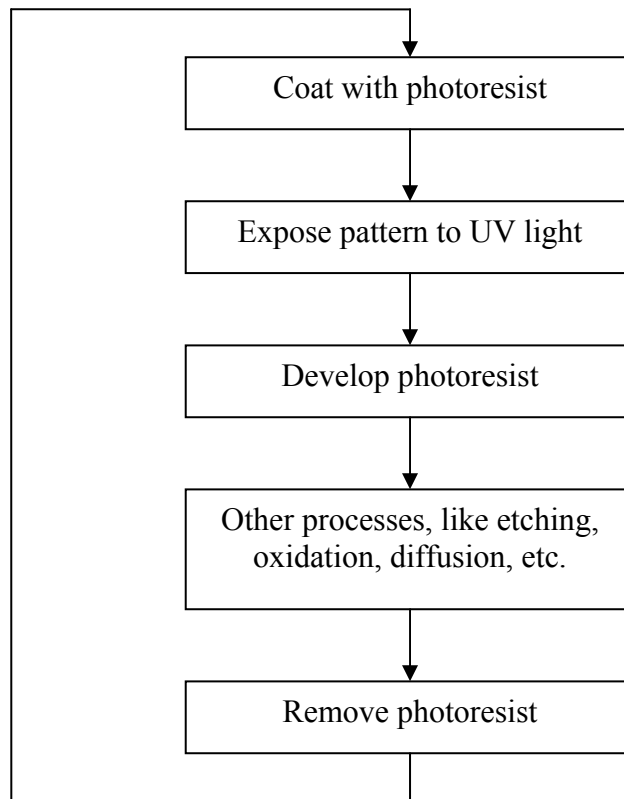 Coat with photoresist
Expose pattern to UV light
Develop photoresist
Other processes, like etching,
oxidation, diffusion, etc.
Remove photoresist